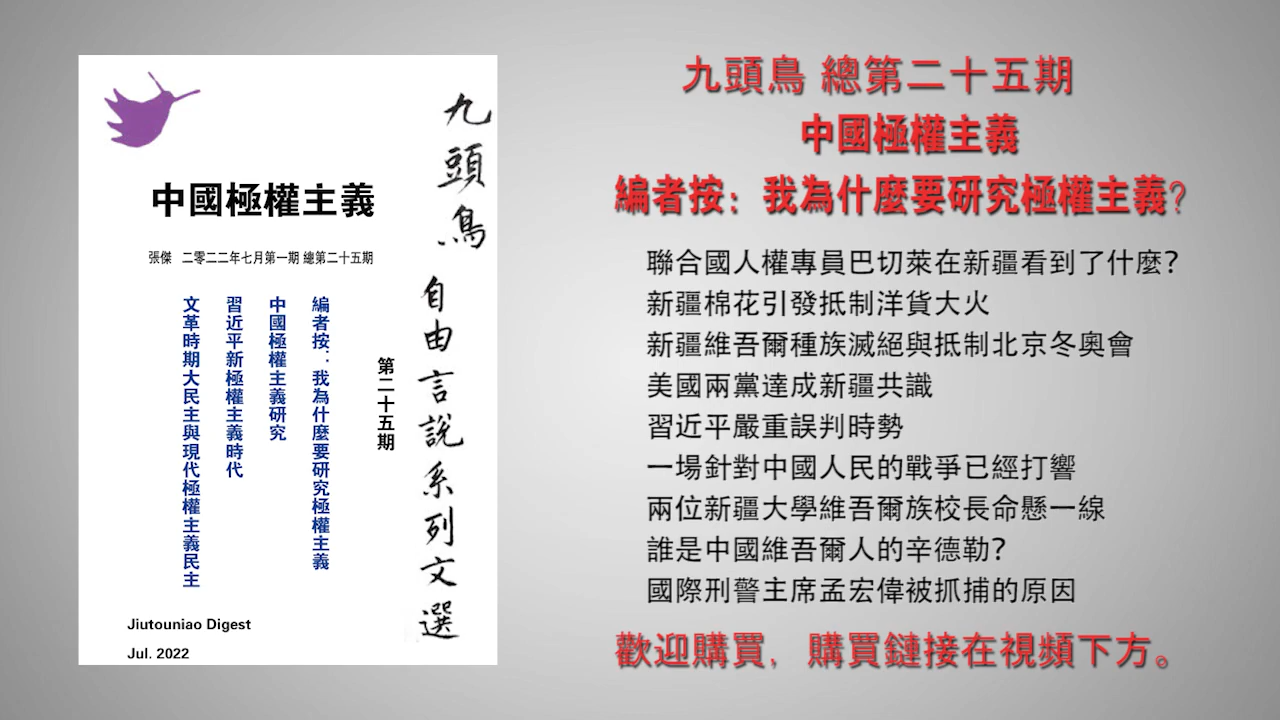 中國極權主義
張傑 二零二二年七月第一期 總第二十五期
九頭鳥 自由言說系列文選
第二十五期
編者按：我為什麼要研究極權主義
中國極權主義研究
習近平新極權主義時代
文革時期大民主與現代極權主義民主
Jiutouniao Digest
Jul. 2022
九頭鳥 總第二十五期
中國極權主義
編者按：我為什麼要研究極權主義?
聯合國人權專員巴切萊在新疆看到了什麼?
新疆棉花引發抵制洋貨大火
新疆維吾爾種族滅絕與抵制北京冬奧會
美國兩黨達成新疆共識
習近平嚴重誤判時勢
一場針對中國人民的戰爭已經打響
兩位新疆大學維吾爾族校長命懸一線
誰是中國維吾爾人的辛德勒?
國際刑警主席孟宏偉被抓捕的原因
歡迎購買，購買鏈接在視頻下方。